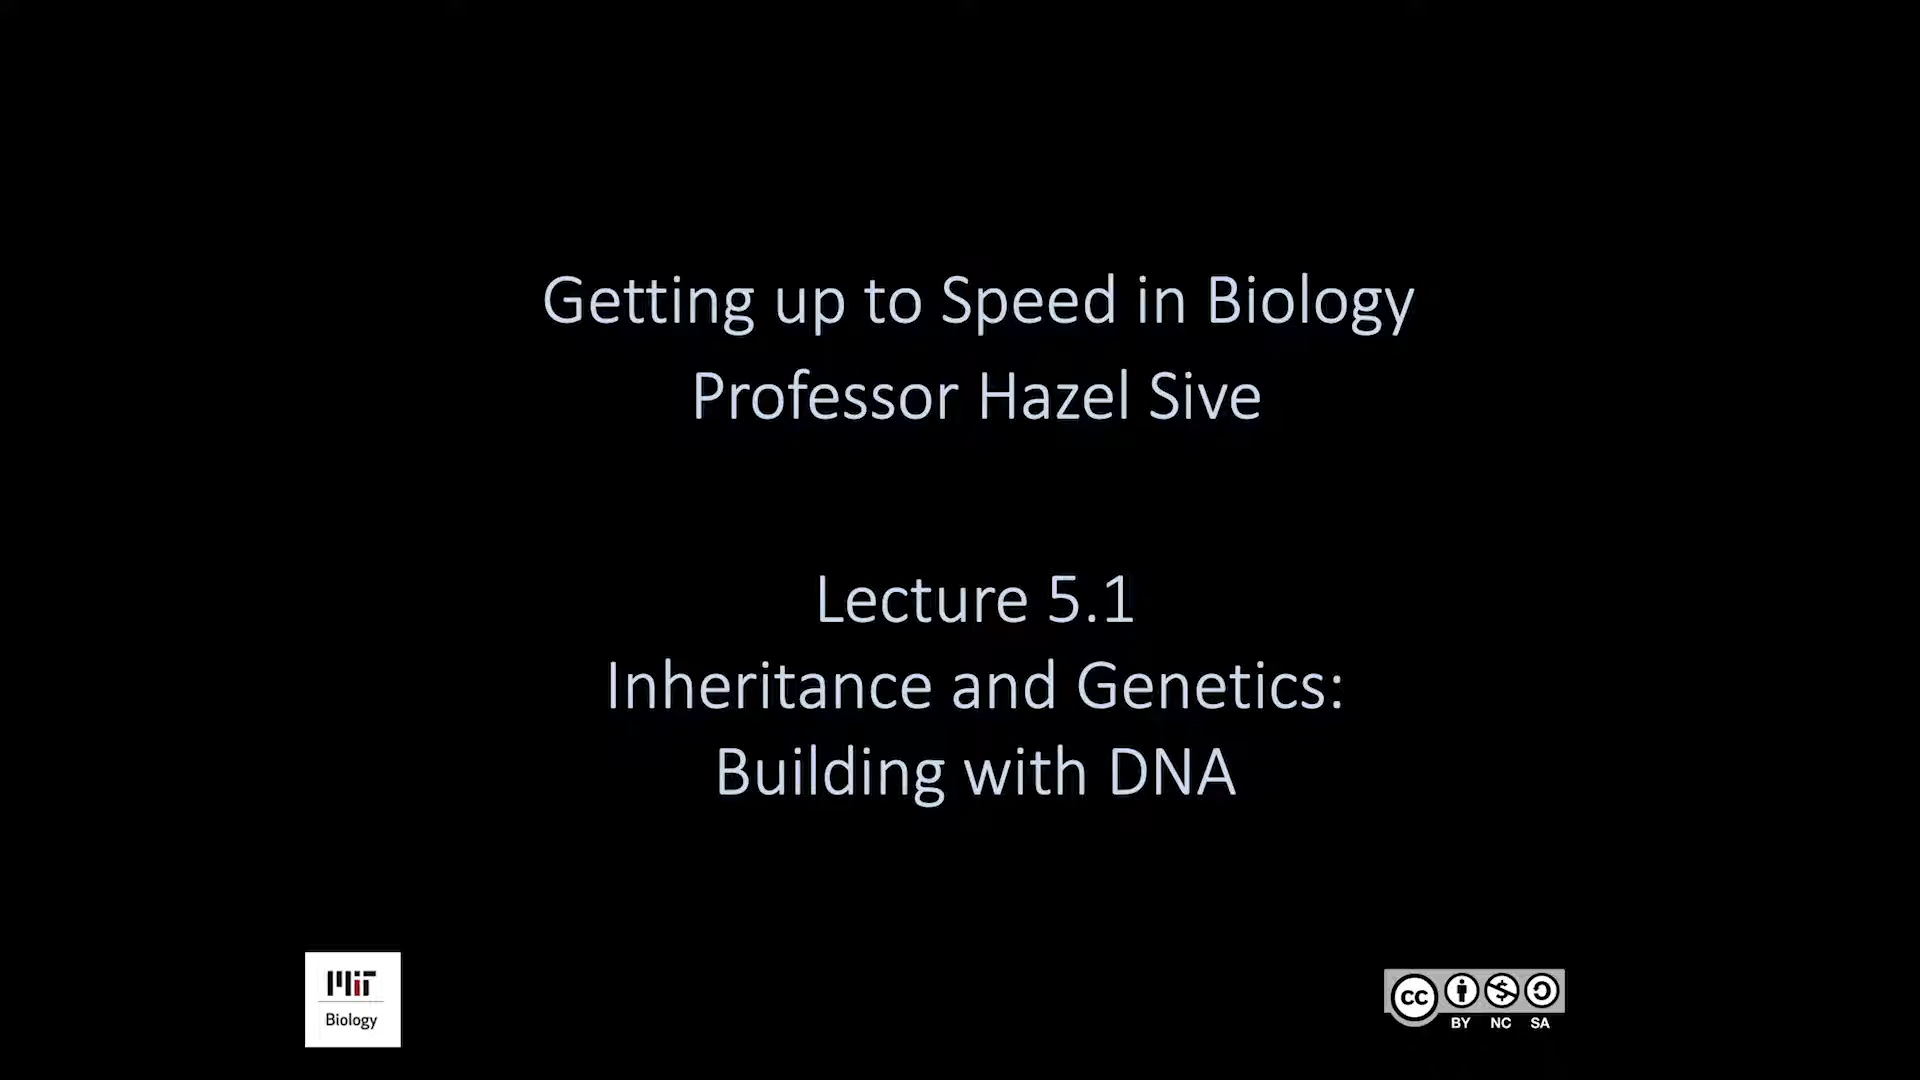 Getting up to Speed in Biology
Professor Hazel Sive
Lecture 5.1
Inheritance and Genetics:
Building with DNA
MIT
Biology
cc
BY NC SA